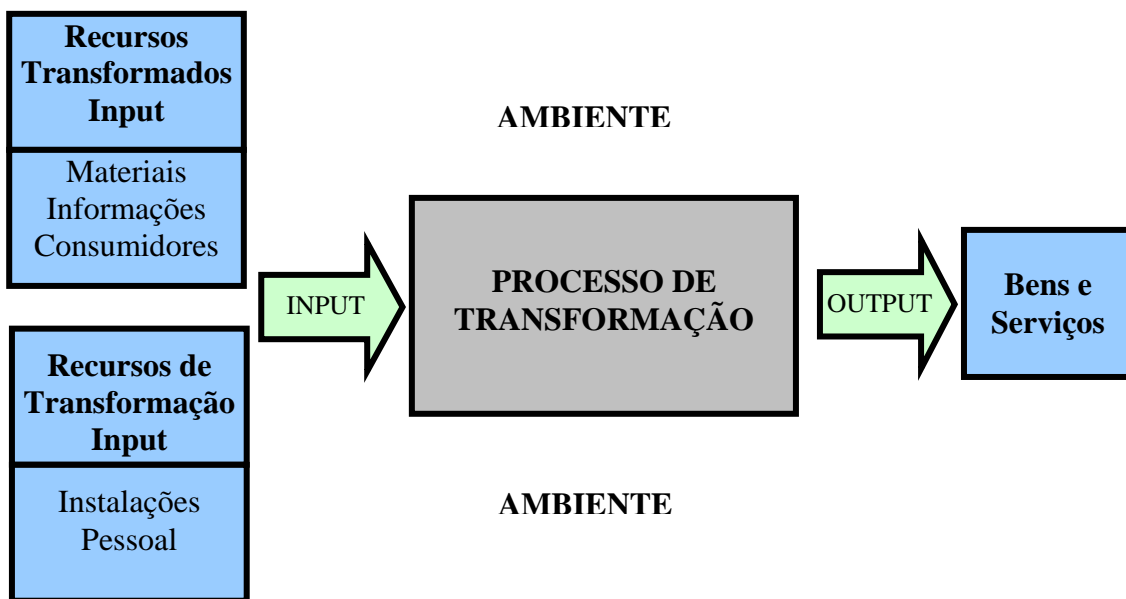 Recursos
Transformados
Input
Materiais
Informações
Consumidores
Recursos de
Transformação
Input
Instalações
Pessoal
INPUT
AMBIENTE
PROCESSO DE
TRANSFORMAÇÃO
AMBIENTE
OUTPUT
Bens e
Serviços